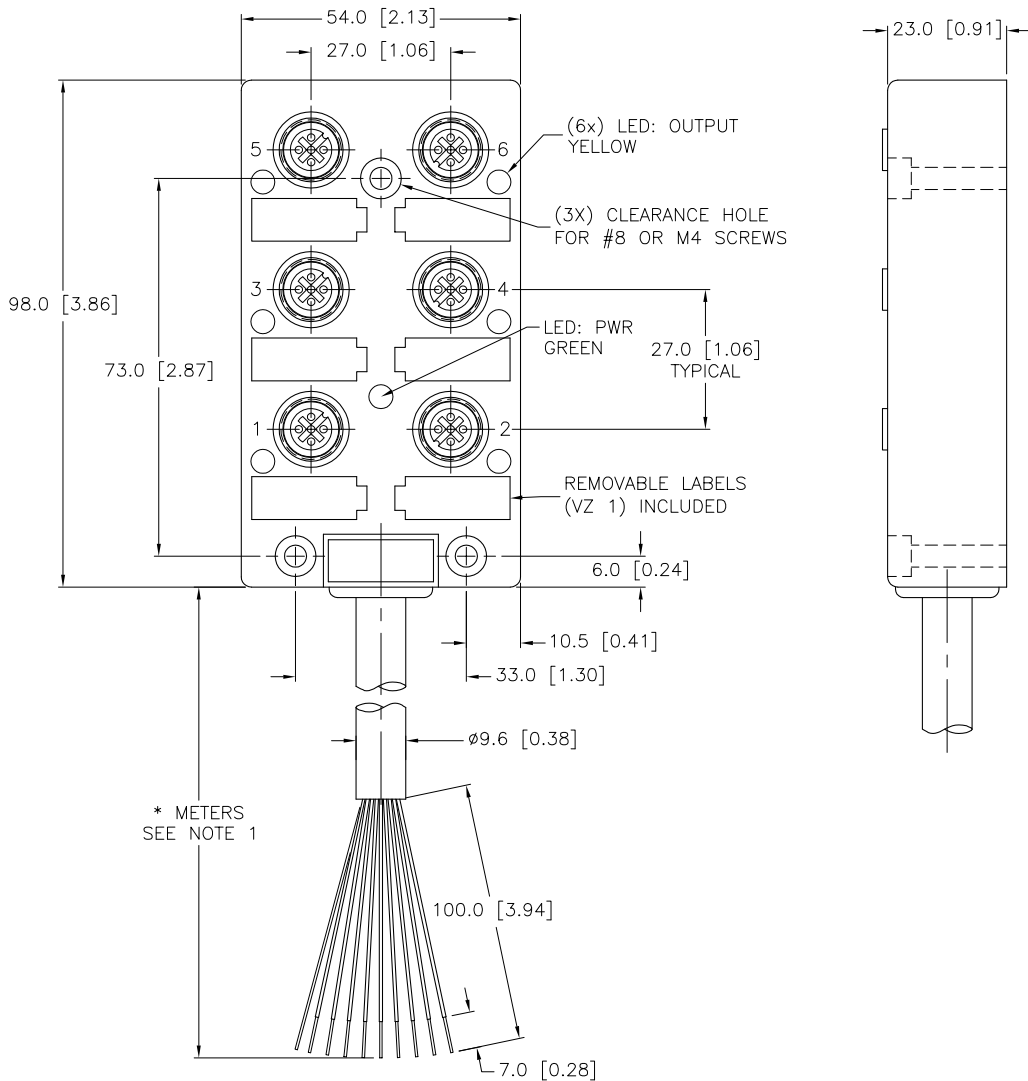 54.0 [2.13]
27.0 [1.06]
23.0 [0.91]
(6x) LED: OUTPUT
YELLOW
5
6
(3X) CLEARANCE HOLE
FOR #8 OR M4 SCREWS
3
4
98.0 [3.86]
LED: PWR
GREEN
27.0 [1.06]
TYPICAL
73.0 [2.87]
1
2
REMOVABLE LABELS
(VZ 1) INCLUDED
6.0 [0.24]
10.5 [0.41]
33.0 [1.30]
Ø9.6 [0.38]
* METERS
SEE NOTE 1
100.0 [3.94]
7.0 [0.28]